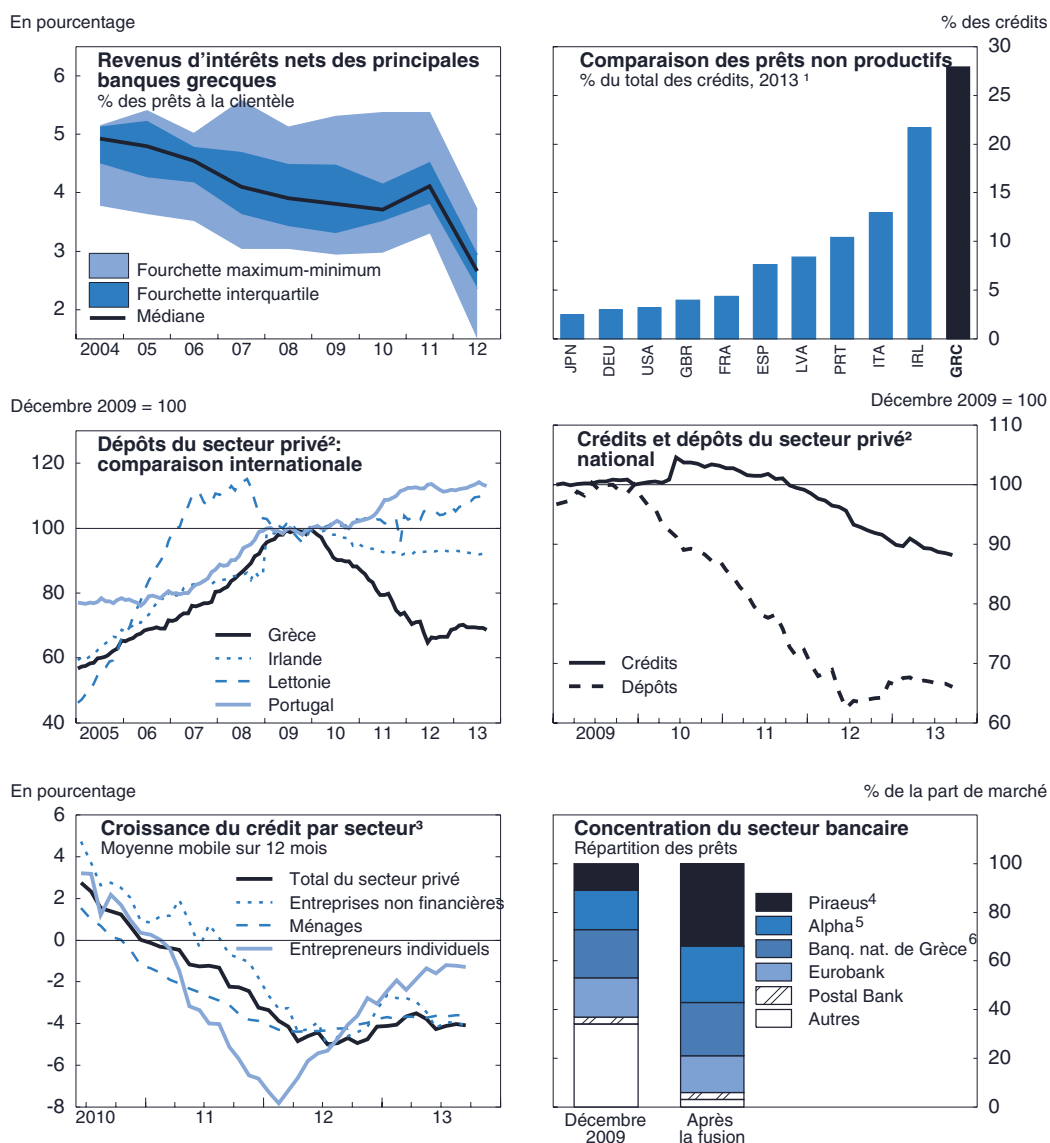 En pourcentage
Revenus d'intérêts nets des principales
banques grecques
% des prêts à la clientèle
6
5
4
3
2
Fourchette maximum-minimum
Fourchette interquartile
Médiane
2004 05 06 07 08 09 10 11 12
% des crédits
Comparaison des prêts non productifs
% du total des crédits, 2013 ¹
30
25
20
15
10
5
0
JPN DEU USA GBR FRA ESP LVA PRT ITA IRL GRC
Décembre 2009 = 100
Dépôts du secteur privé²:
comparaison internationale
120
100
80
60
40
Grèce
Irlande
Lettonie
Portugal
2005 06 07 08 09 10 11 12 13
Décembre 2009 = 100
Crédits et dépôts du secteur privé²
national
110
100
90
80
70
60
Crédits
Dépôts
2009 10 11 12 13
En pourcentage
Croissance du crédit par secteur³
Moyenne mobile sur 12 mois
6
4
2
0
-2
-4
-6
-8
Total du secteur privé
Entreprises non financières
Ménages
Entrepreneurs individuels
2010 11 12 13
% de la part de marché
Concentration du secteur bancaire
Répartition des prêts
100
80
60
40
20
0
Piraeus⁴
Alpha⁵
Banq. nat. de Grèce⁶
Eurobank
Postal Bank
Autres
Décembre
2009
Après
la fusion